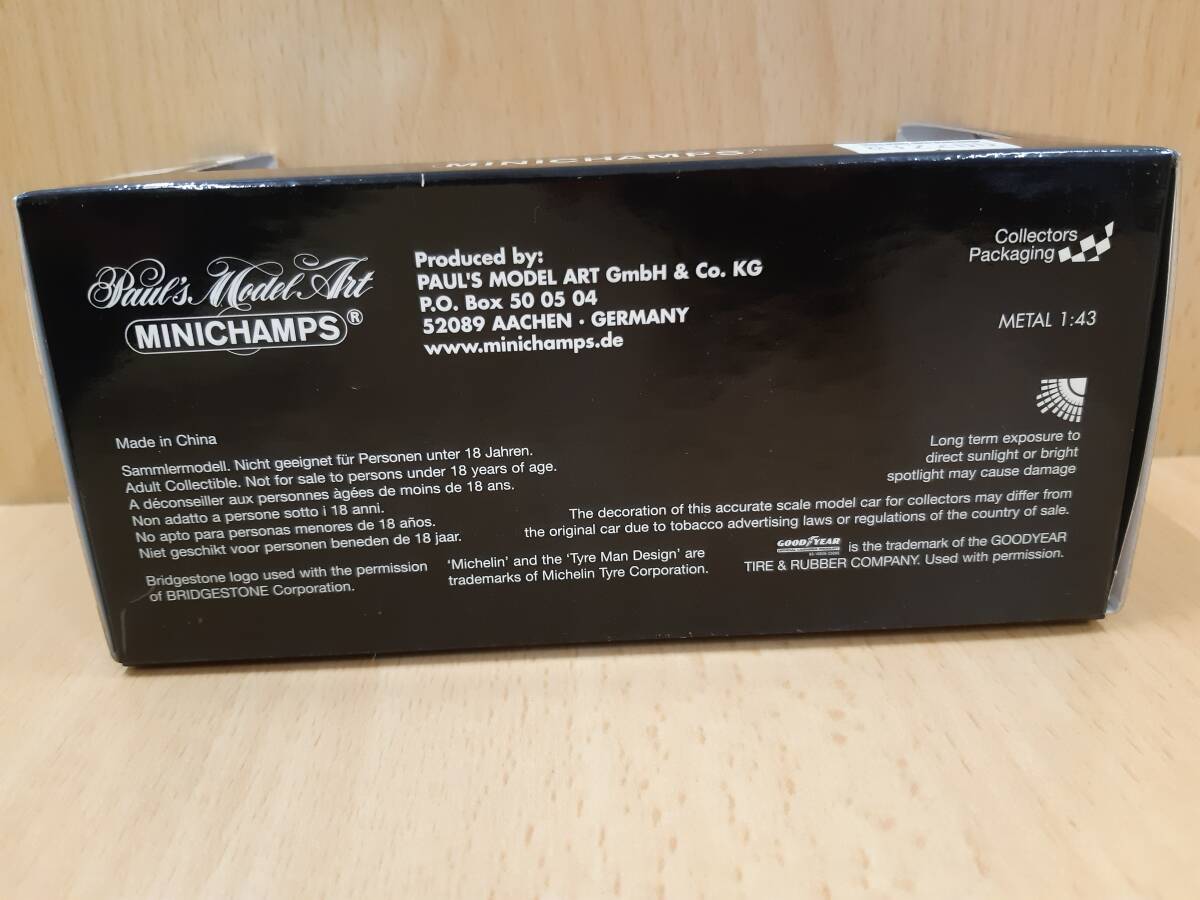 MINICHAMPS
Paul's Model Art
MINICHAMPS®
Produced by:
PAUL'S MODEL ART GmbH & Co. KG
P.O. Box 50 05 04
52089 AACHEN · GERMANY
www.minichamps.de
Collectors
Packaging
METAL 1:43
Long term exposure to
direct sunlight or bright
spotlight may cause damage
Made in China
Sammlermodell. Nicht geeignet für Personen unter 18 Jahren.
Adult Collectible. Not for sale to persons under 18 years of age.
A déconseiller aux personnes àgées de moins de 18 ans.
Non adatto a persone sotto i 18 anni.
No apto para personas menores de 18 años.
Niet geschikt voor personen beneden de 18 jaar.
The decoration of this accurate scale model car for collectors may differ from
the original car due to tobacco advertising laws or regulations of the country of sale.
Bridgestone logo used with the permission
of BRIDGESTONE Corporation.
'Michelin' and the 'Tyre Man Design' are
trademarks of Michelin Tyre Corporation.
GOODYEAR is the trademark of the GOODYEAR
TIRE & RUBBER COMPANY. Used with permission.